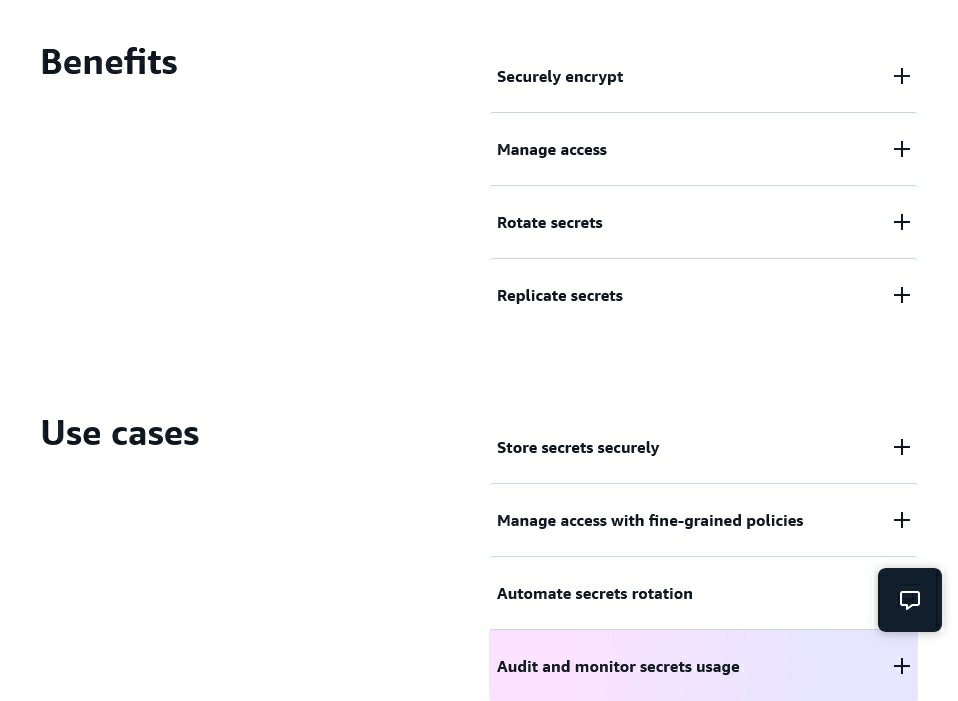 Benefits
Securely encrypt
Manage access
Rotate secrets
Replicate secrets
Use cases
Store secrets securely
Manage access with fine-grained policies
Automate secrets rotation
Audit and monitor secrets usage